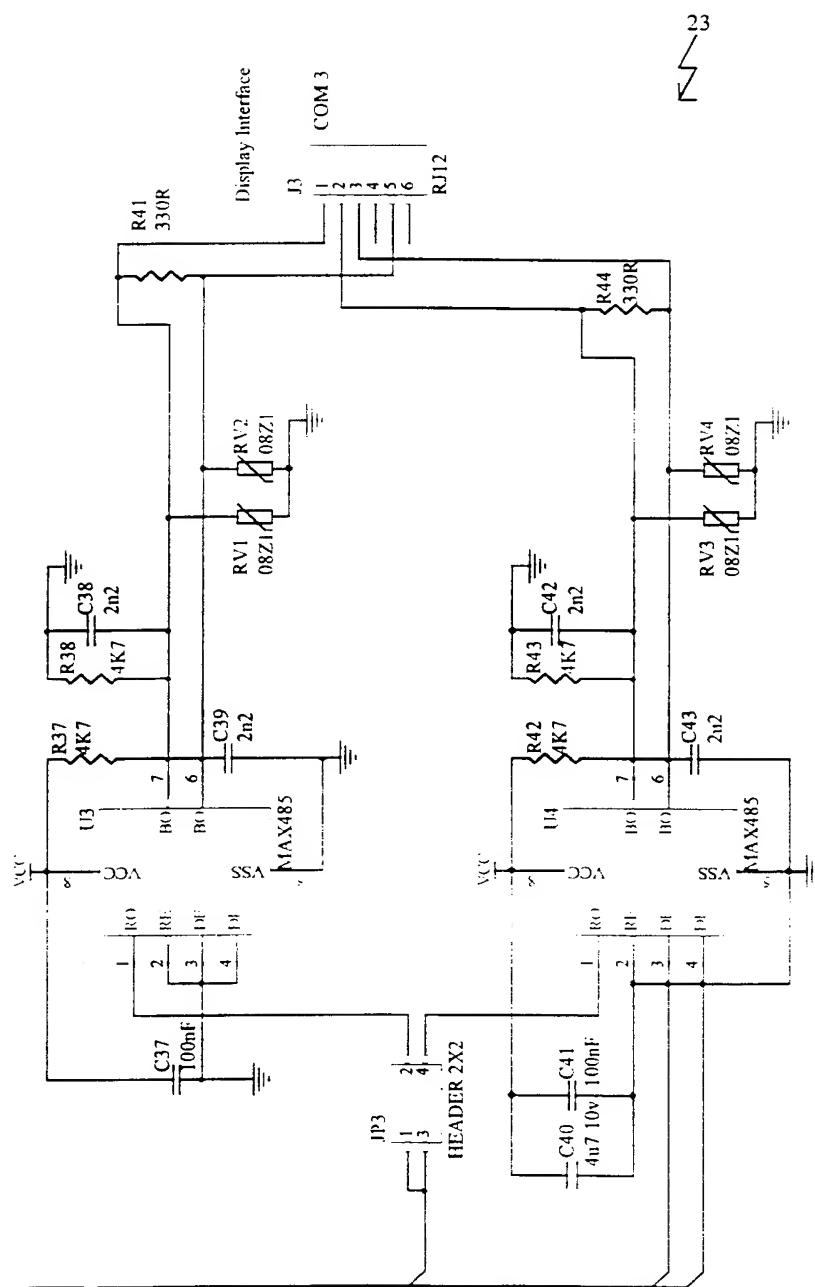 23
Display Interface
COM 3
J3
1
2
3
4
5
6
RJ12
R41
330R
R44
330R
RV2
08Z1
RV1
08Z1
RV4
08Z1
RV3
08Z1
C38
2n2
R38
4K7
C42
2n2
R43
4K7
R37
4K7
C39
2n2
R42
4K7
C43
2n2
U3
7
6
BO
BO
VCC
8
VCC
VSS
MAX485
U4
7
6
BO
BO
VCC
8
VCC
VSS
MAX485
RO
RE
DE
DI
1
2
3
4
RO
RE
1
2
3
4
C37
100nF
2
4
JP3
1
3
HEADER 2X2
C41
100nF
C40
4u7 10v